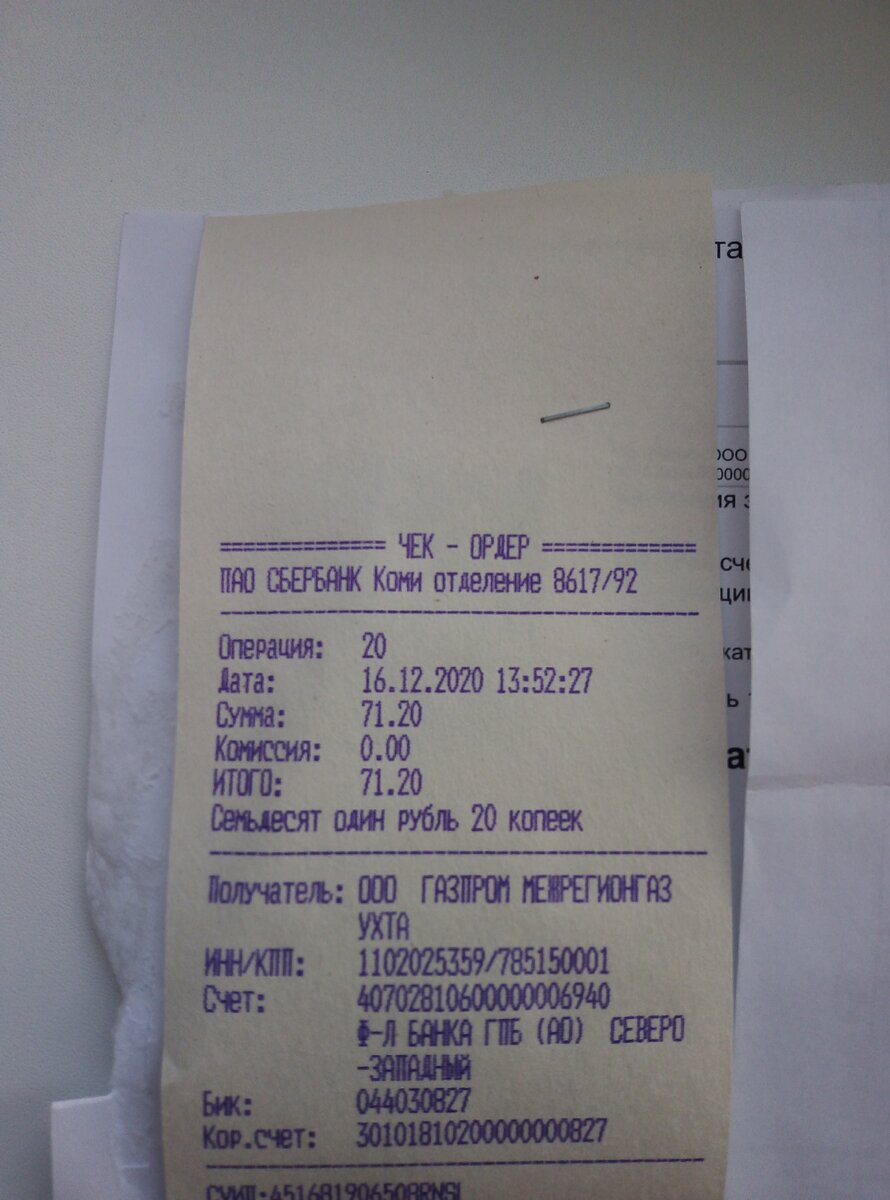 ============== ЧЕК - ОРДЕР =============
ПАО СБЕРБАНК Коми отделение 8617/92
Операция: 20
Дата: 16.12.2020 13:52:27
Сумма: 71.20
Комиссия: 0.00
ИТОГО: 71.20
Семьдесят один рубль 20 копеек
Получатель: ООО ГАЗПРОМ МЕЖРЕГИОНГАЗ
УХТА
ИНН/КПП: 1102025359/785150001
Счет: 40702810600000006940
Ф-Л БАНКА ГПБ (АО) СЕВЕРО
-ЗАПАДНЫЙ
Бик: 044030827
Кор.счет: 30101810200000000827